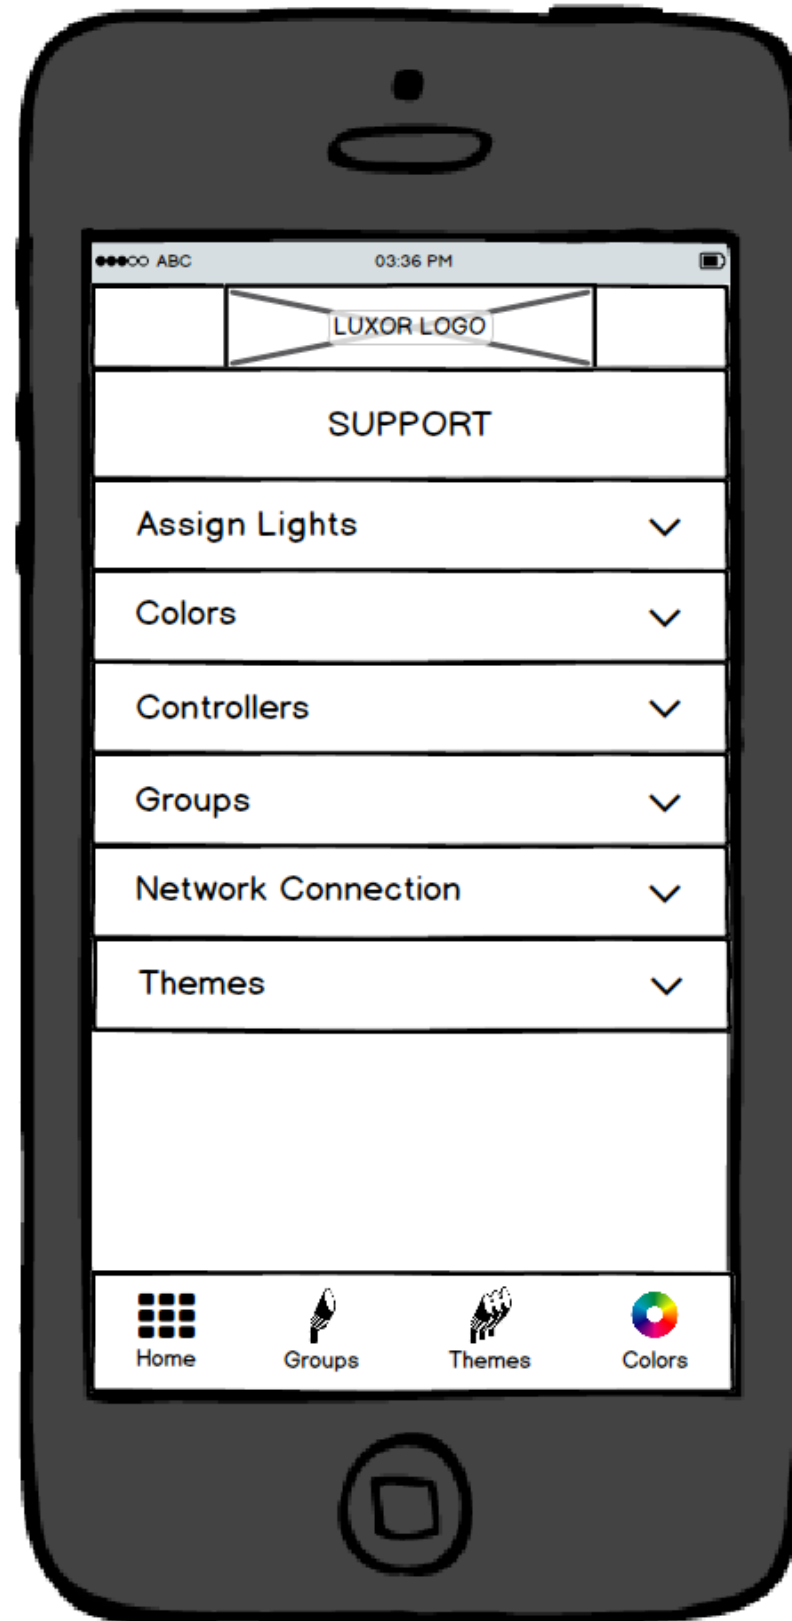 ABC 03:36 PM
LUXOR LOGO
SUPPORT
Assign Lights
Colors
Controllers
Groups
Network Connection
Themes
Home Groups Themes Colors